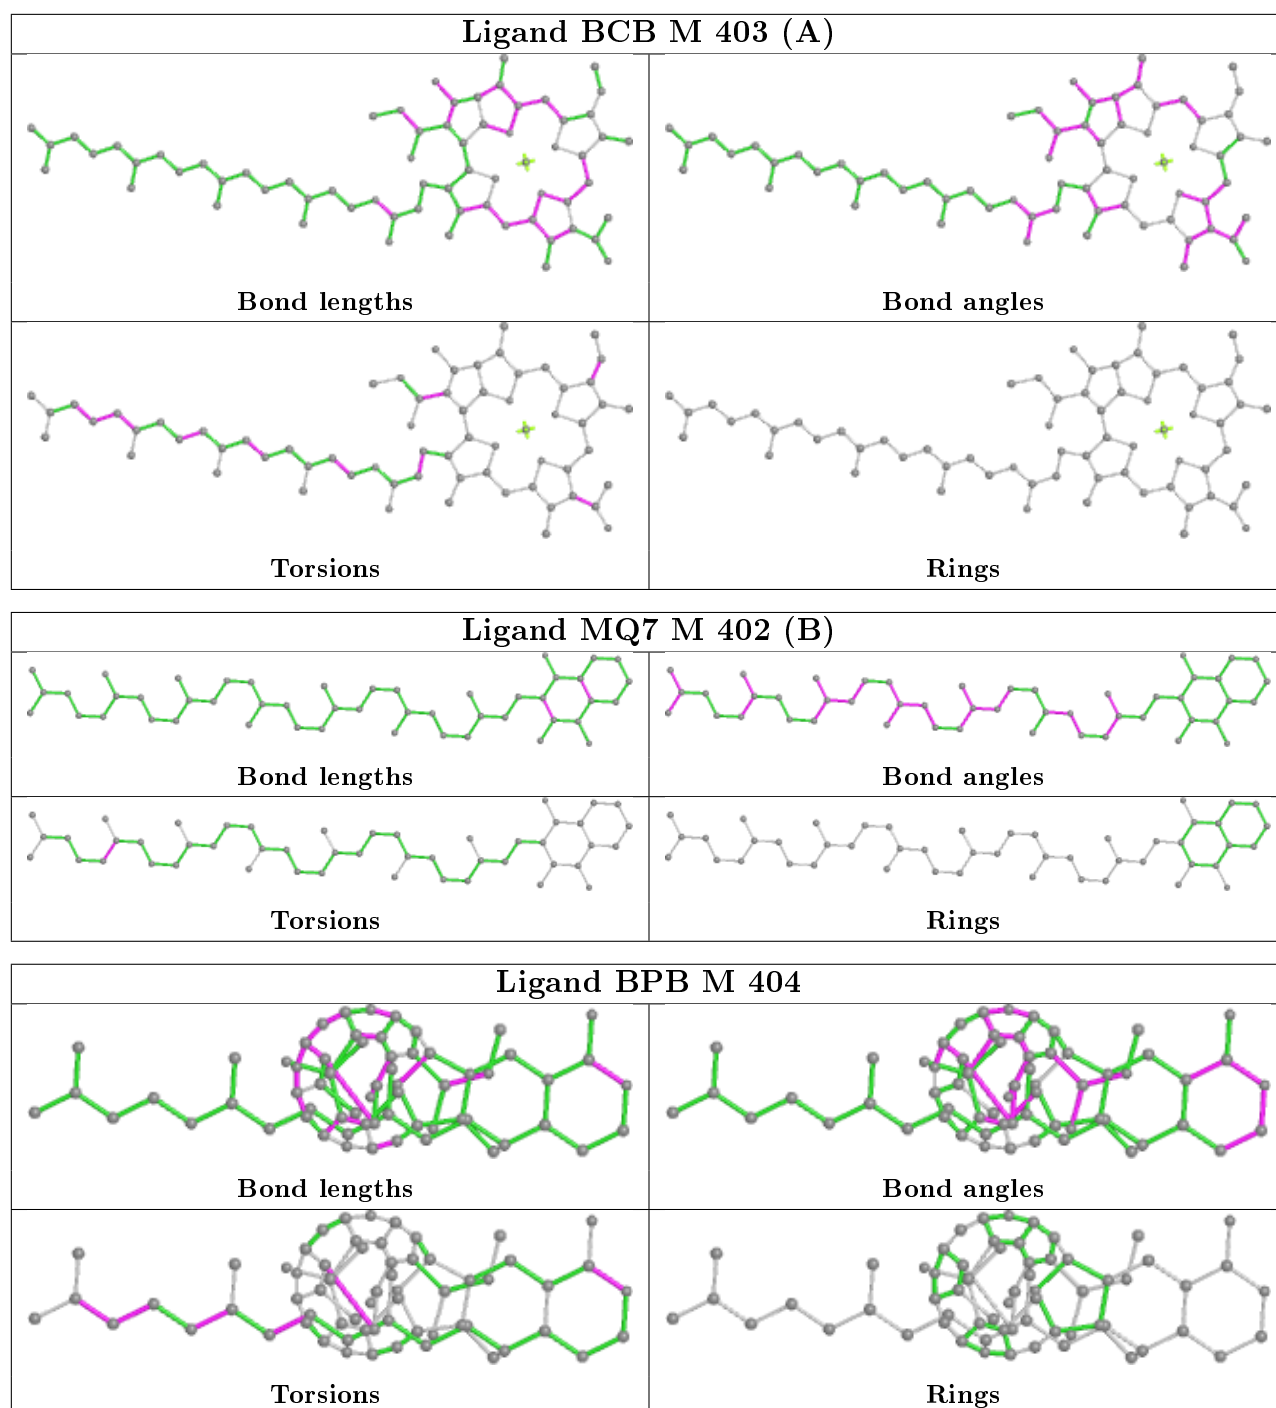 Ligand BCB M 403 (A)
Bond lengths
Bond angles
Torsions
Rings
Ligand MQ7 M 402 (B)
Bond lengths
Bond angles
Torsions
Rings
Ligand BPB M 404
Bond lengths
Bond angles
Torsions
Rings